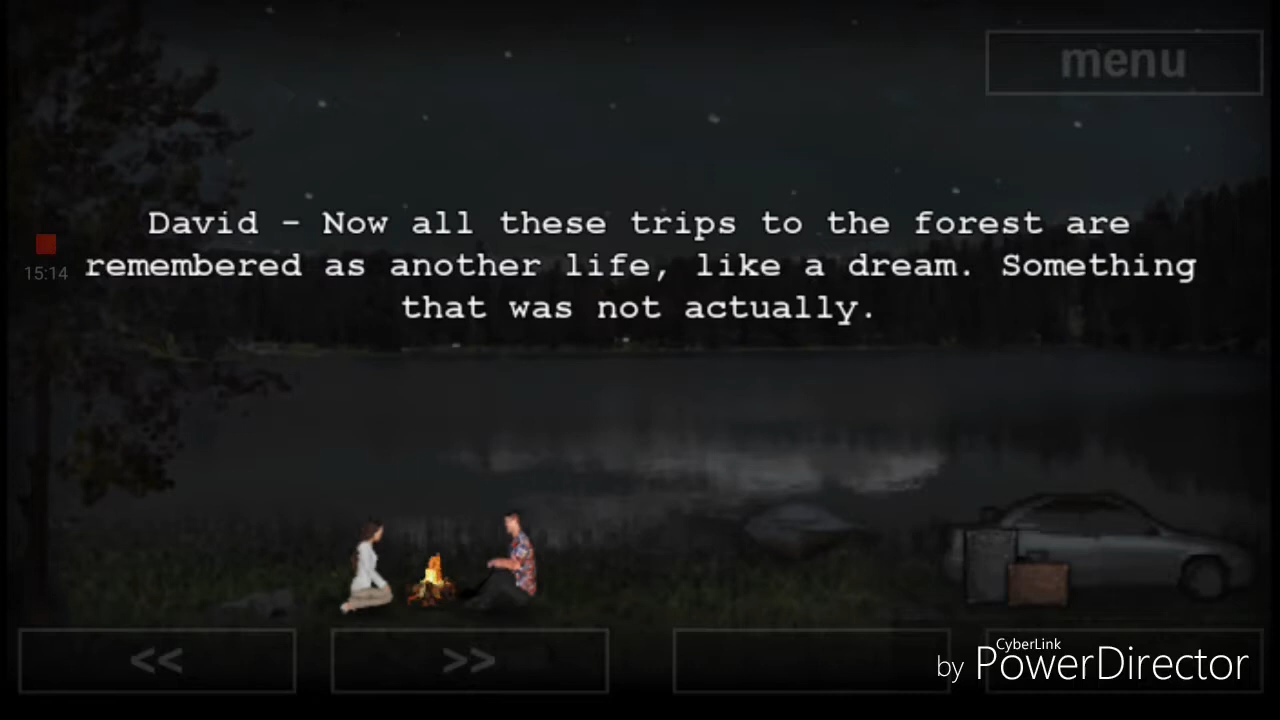 menu
David - Now all these trips to the forest are
remembered as another life, like a dream. Something
that was not actually.
15:14
<< >>
CyberLink
by PowerDirector